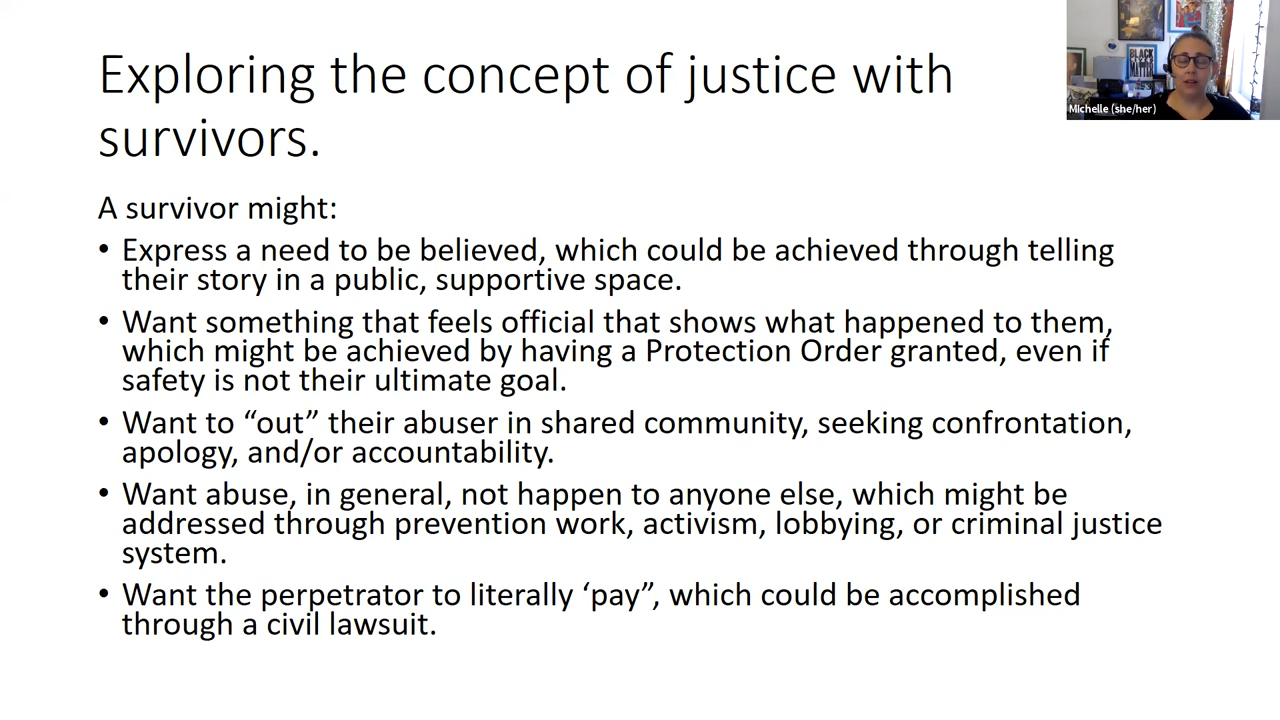 Exploring the concept of justice with
survivors.
A survivor might:
• Express a need to be believed, which could be achieved through telling
their story in a public, supportive space.
• Want something that feels official that shows what happened to them,
which might be achieved by having a Protection Order granted, even if
safety is not their ultimate goal.
• Want to “out” their abuser in shared community, seeking confrontation,
apology, and/or accountability.
• Want abuse, in general, not happen to anyone else, which might be
addressed through prevention work, activism, lobbying, or criminal justice
system.
• Want the perpetrator to literally ‘pay”, which could be accomplished
through a civil lawsuit.
BLACK
Michelle (she/her)